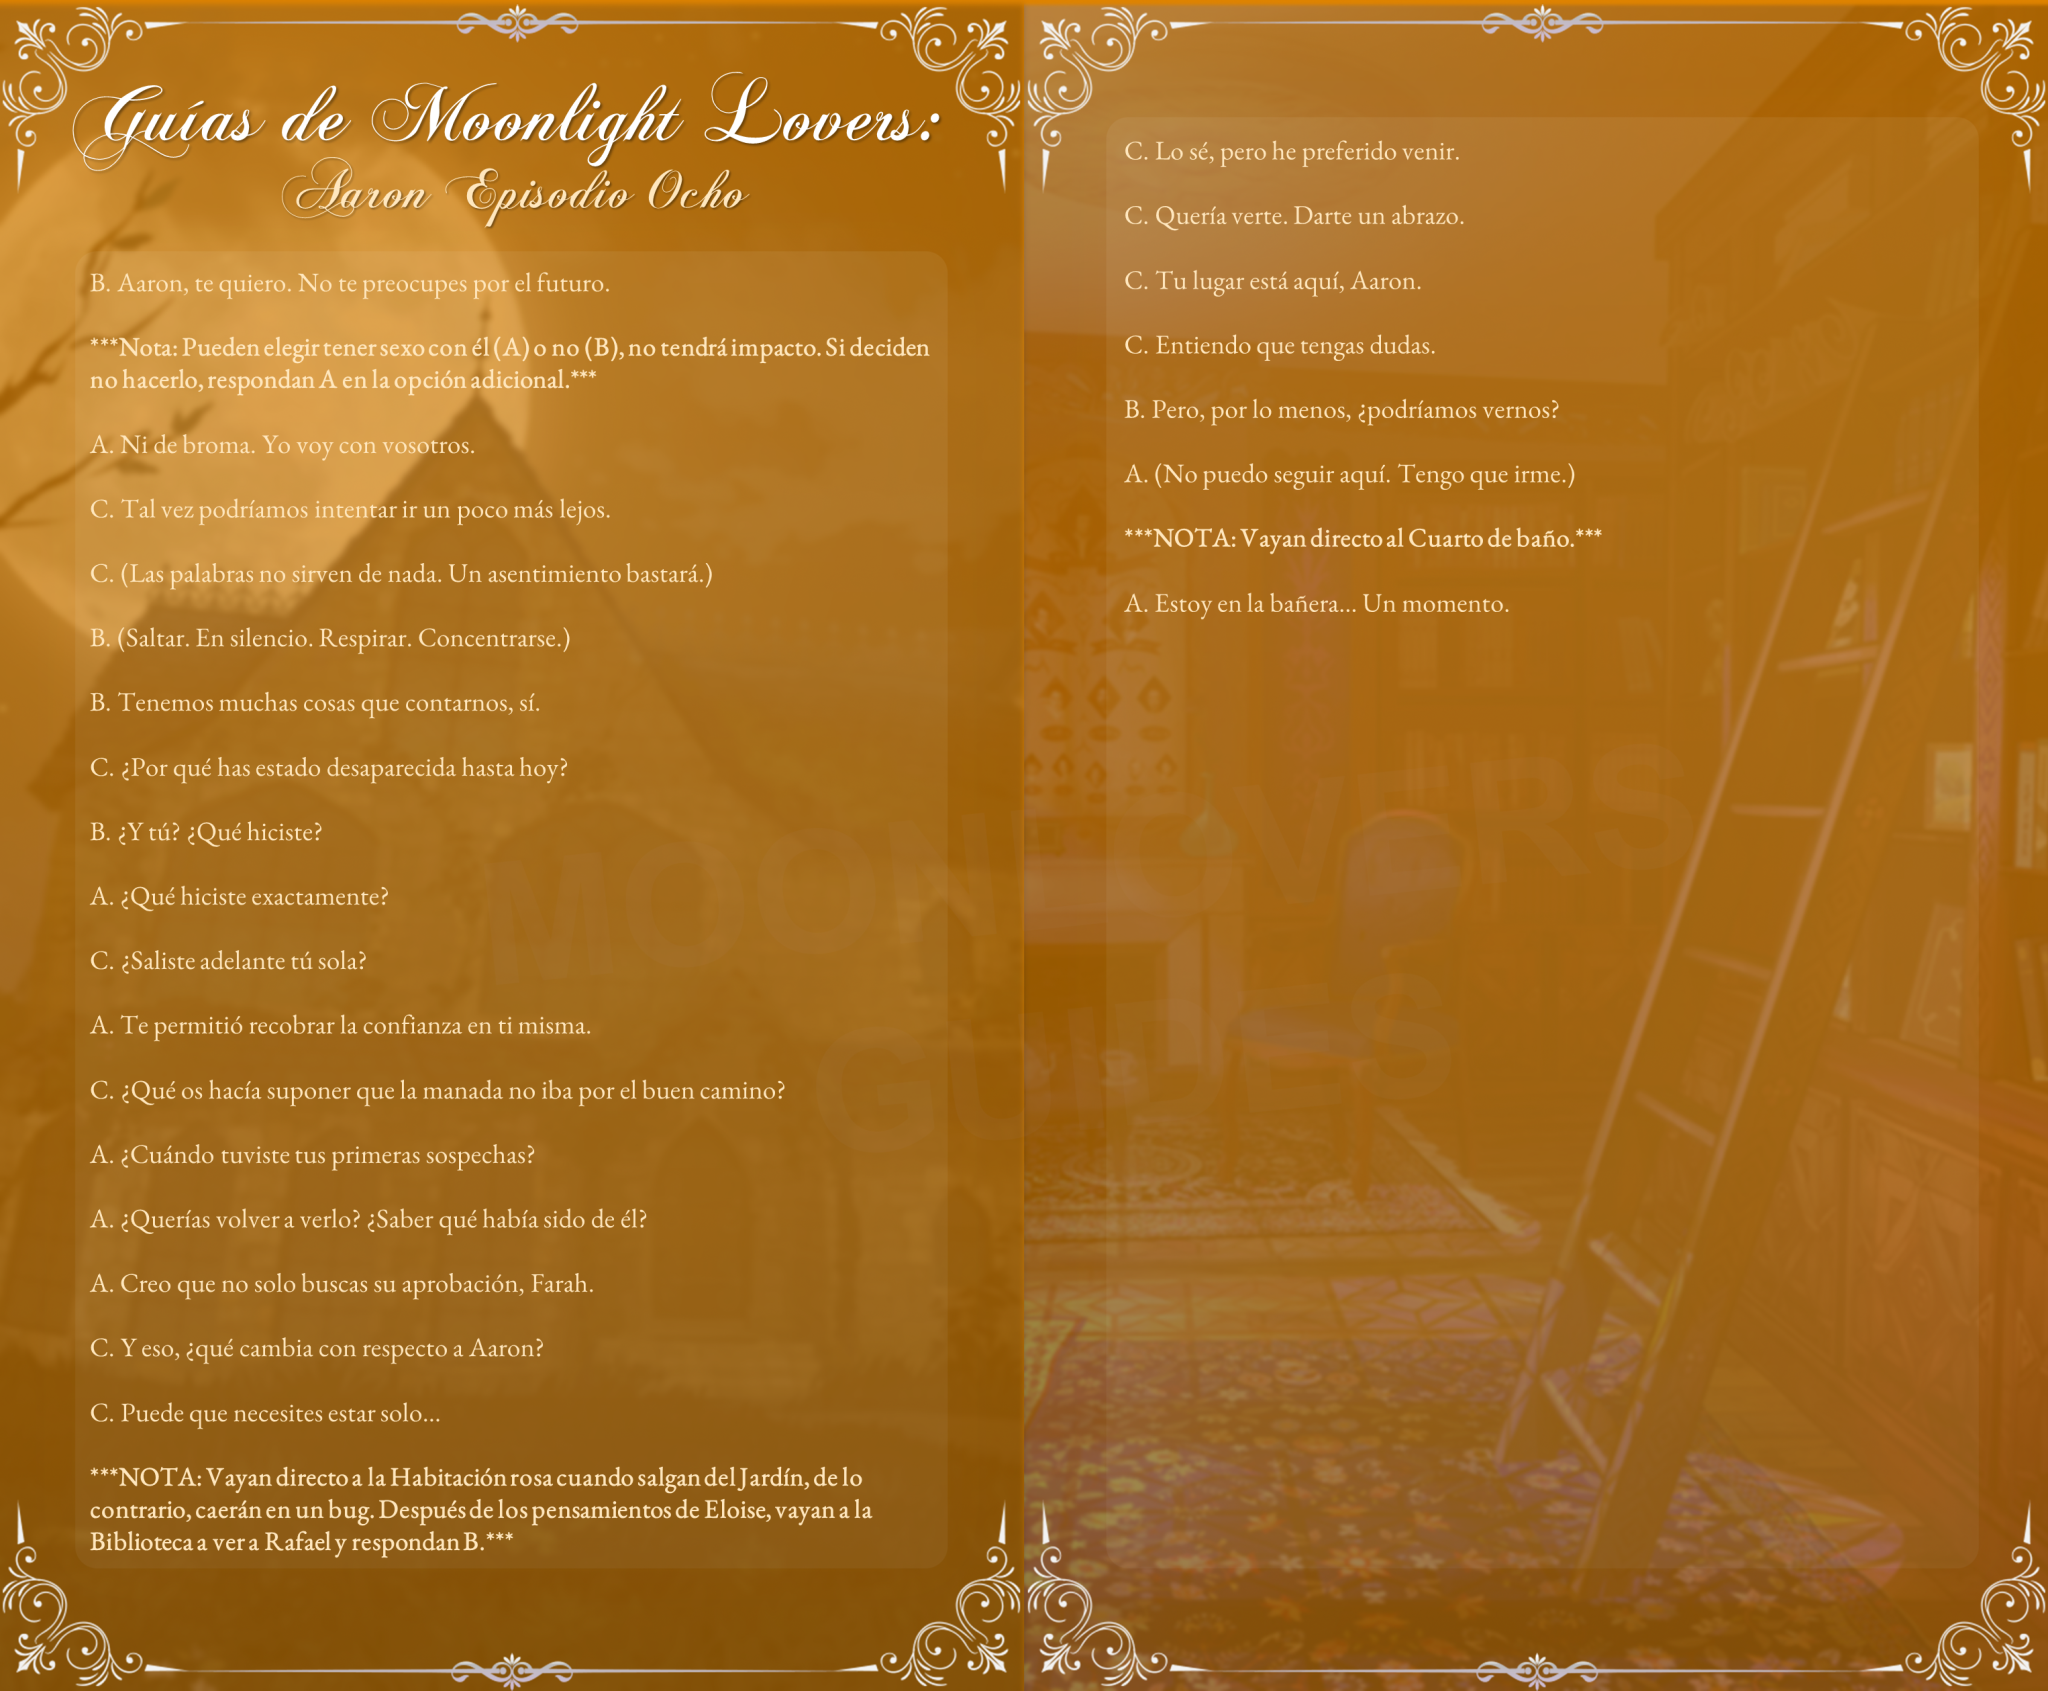 Guías de Moonlight Lovers:
Aaron Episodio Ocho
B. Aaron, te quiero. No te preocupes por el futuro.
***Nota: Pueden elegir tener sexo con él (A) o no (B), no tendrá impacto. Si deciden
no hacerlo, respondan A en la opción adicional.***
A. Ni de broma. Yo voy con vosotros.
C. Tal vez podríamos intentar ir un poco más lejos.
C. (Las palabras no sirven de nada. Un asentimiento bastará.)
B. (Saltar. En silencio. Respirar. Concentrarse.)
B. Tenemos muchas cosas que contarnos, sí.
C. ¿Por qué has estado desaparecida hasta hoy?
B. ¿Y tú? ¿Qué hiciste?
A. ¿Qué hiciste exactamente?
C. ¿Saliste adelante tú sola?
A. Te permitió recobrar la confianza en ti misma.
C. ¿Qué os hacía suponer que la manada no iba por el buen camino?
A. ¿Cuándo tuviste tus primeras sospechas?
A. ¿Querías volver a verlo? ¿Saber qué había sido de él?
A. Creo que no solo buscas su aprobación, Farah.
C. Y eso, ¿qué cambia con respecto a Aaron?
C. Puede que necesites estar solo...
***NOTA: Vayan directo a la Habitación rosa cuando salgan del Jardín, de lo
contrario, caerán en un bug. Después de los pensamientos de Eloise, vayan a la
Biblioteca a ver a Rafael y respondan B.***
C. Lo sé, pero he preferido venir.
C. Quería verte. Darte un abrazo.
C. Tu lugar está aquí, Aaron.
C. Entiendo que tengas dudas.
B. Pero, por lo menos, ¿podríamos vernos?
A. (No puedo seguir aquí. Tengo que irme.)
***NOTA: Vayan directo al Cuarto de baño.***
A. Estoy en la bañera... Un momento.
MOONLOVERS
GUIDES